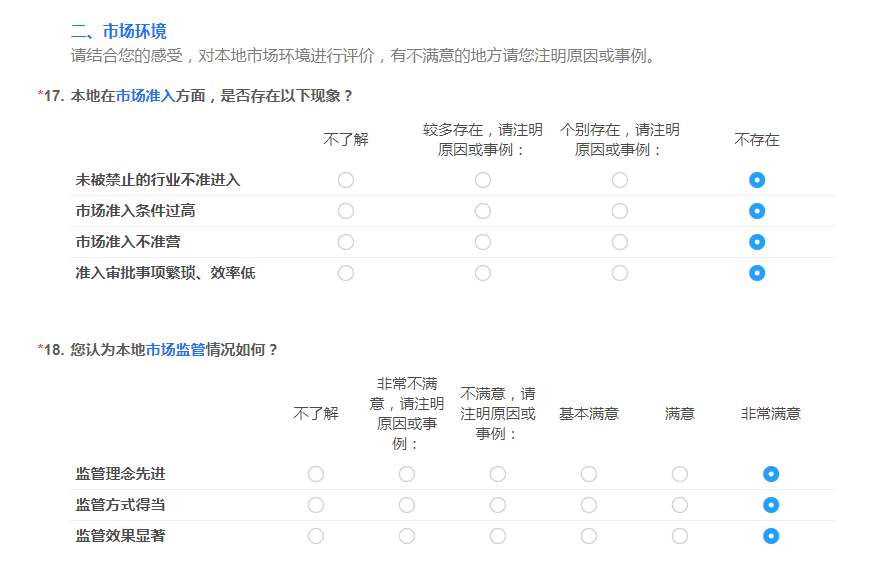 二、市场环境
请结合您的感受，对本地市场环境进行评价，有不满意的地方请您注明原因或事例。
*17. 本地在市场准入方面，是否存在以下现象？
不了解 较多存在，请注明原因或事例： 个别存在，请注明原因或事例： 不存在
未被禁止的行业不准进入
市场准入条件过高
市场准入不准营
准入审批事项繁琐、效率低
*18. 您认为本地市场监管情况如何？
不了解 非常不满意，请注明原因或事例： 不满意，请注明原因或事例： 基本满意 满意 非常满意
监管理念先进
监管方式得当
监管效果显著